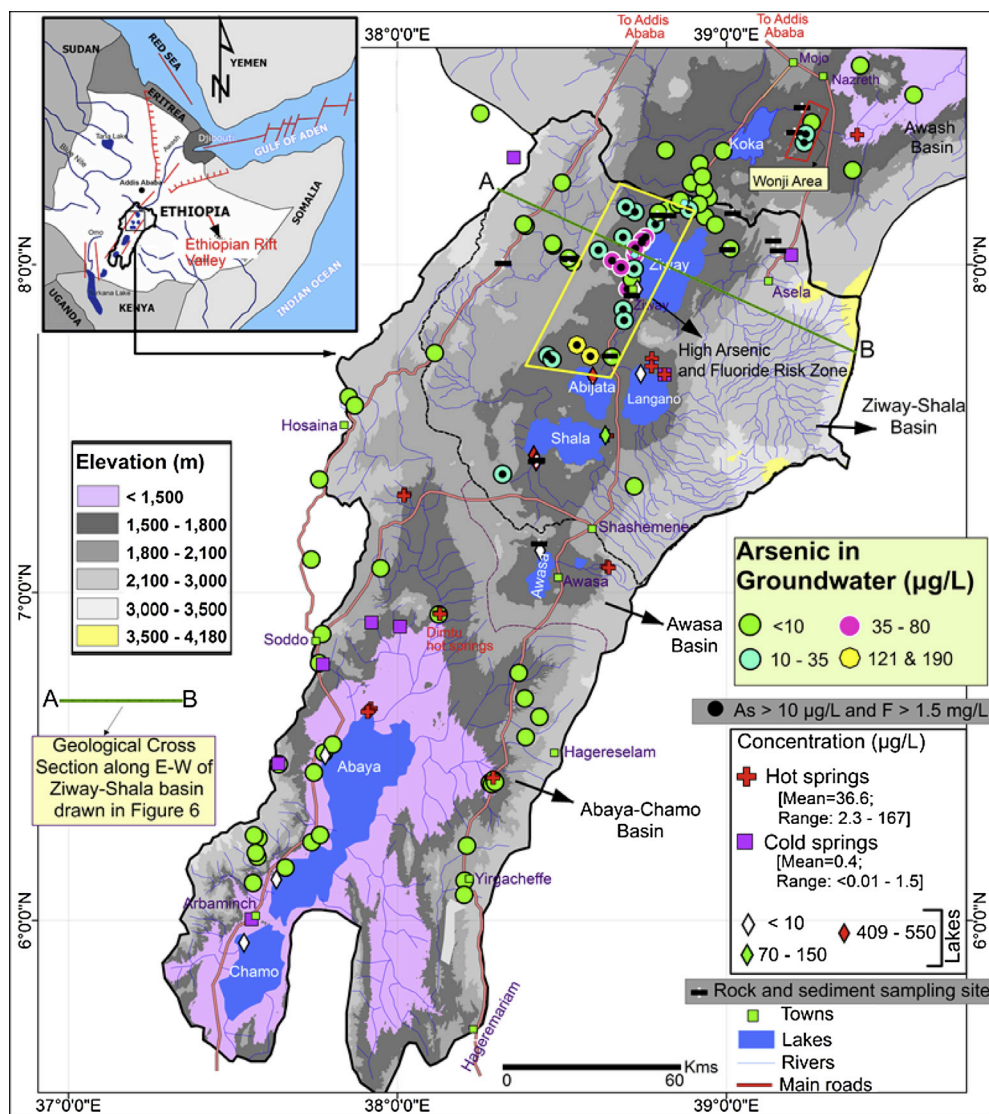 38°0'0"E
39°0'0"E
To Addis
Ababa
To Addis
Ababa
SUDAN
RED SEA
YEMEN
N
ERITREA
Tana Lake
Blue Nile
Awash
Djibouti
GULF OF ADEN
Awash
Addis Ababa
ETHIOPIA
Ethiopian Rift
Valley
SOMALIA
Omo
Turkana Lake
UGANDA
KENYA
INDIAN OCEAN
Mojo
Nazreth
Koka
Awash
Basin
Wonji Area
A
8°0'0"N
8°0'0"N
Ziway
Ziway
Asela
B
High Arsenic
and Fluoride Risk Zone
Abijata
Langano
Ziway-Shala
Basin
Hosaina
Shala
Elevation (m)
< 1,500
1,500 - 1,800
1,800 - 2,100
2,100 - 3,000
3,000 - 3,500
3,500 - 4,180
Shashemene
Awasa
Awasa
7°0'0"N
Awasa
Basin
Soddo
Dimtu
hot springs
Arsenic in
Groundwater (µg/L)
<10
35 - 80
10 - 35
121 & 190
As > 10 µg/L and F > 1.5 mg/L
A
B
Geological Cross
Section along E-W of
Ziway-Shala basin
drawn in Figure 6
Hagereselam
Abaya
Abaya-Chamo
Basin
Concentration (µg/L)
Hot springs
[Mean=36.6;
Range: 2.3 - 167]
Cold springs
[Mean=0.4;
Range: <0.01 - 1.5]
< 10
409 - 550
70 - 150
Lakes
Yirgacheffe
Arbaminch
6°0'0"N
6°0'0"N
Chamo
Hageremariam
Rock and sediment sampling site
Towns
Lakes
Rivers
Main roads
Kms
0
60
37°0'0"E
38°0'0"E
39°0'0"E